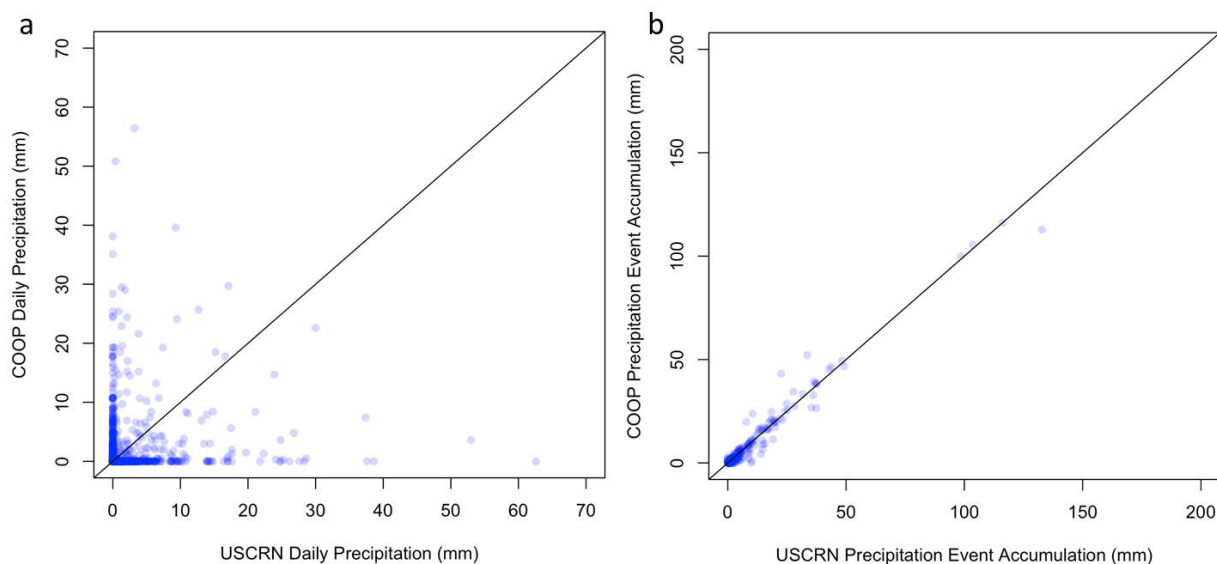 a
70
60
50
40
30
20
10
0
COOP Daily Precipitation (mm)
0 10 20 30 40 50 60 70
USCRN Daily Precipitation (mm)
b
200
150
100
50
0
COOP Precipitation Event Accumulation (mm)
0 50 100 150 200
USCRN Precipitation Event Accumulation (mm)